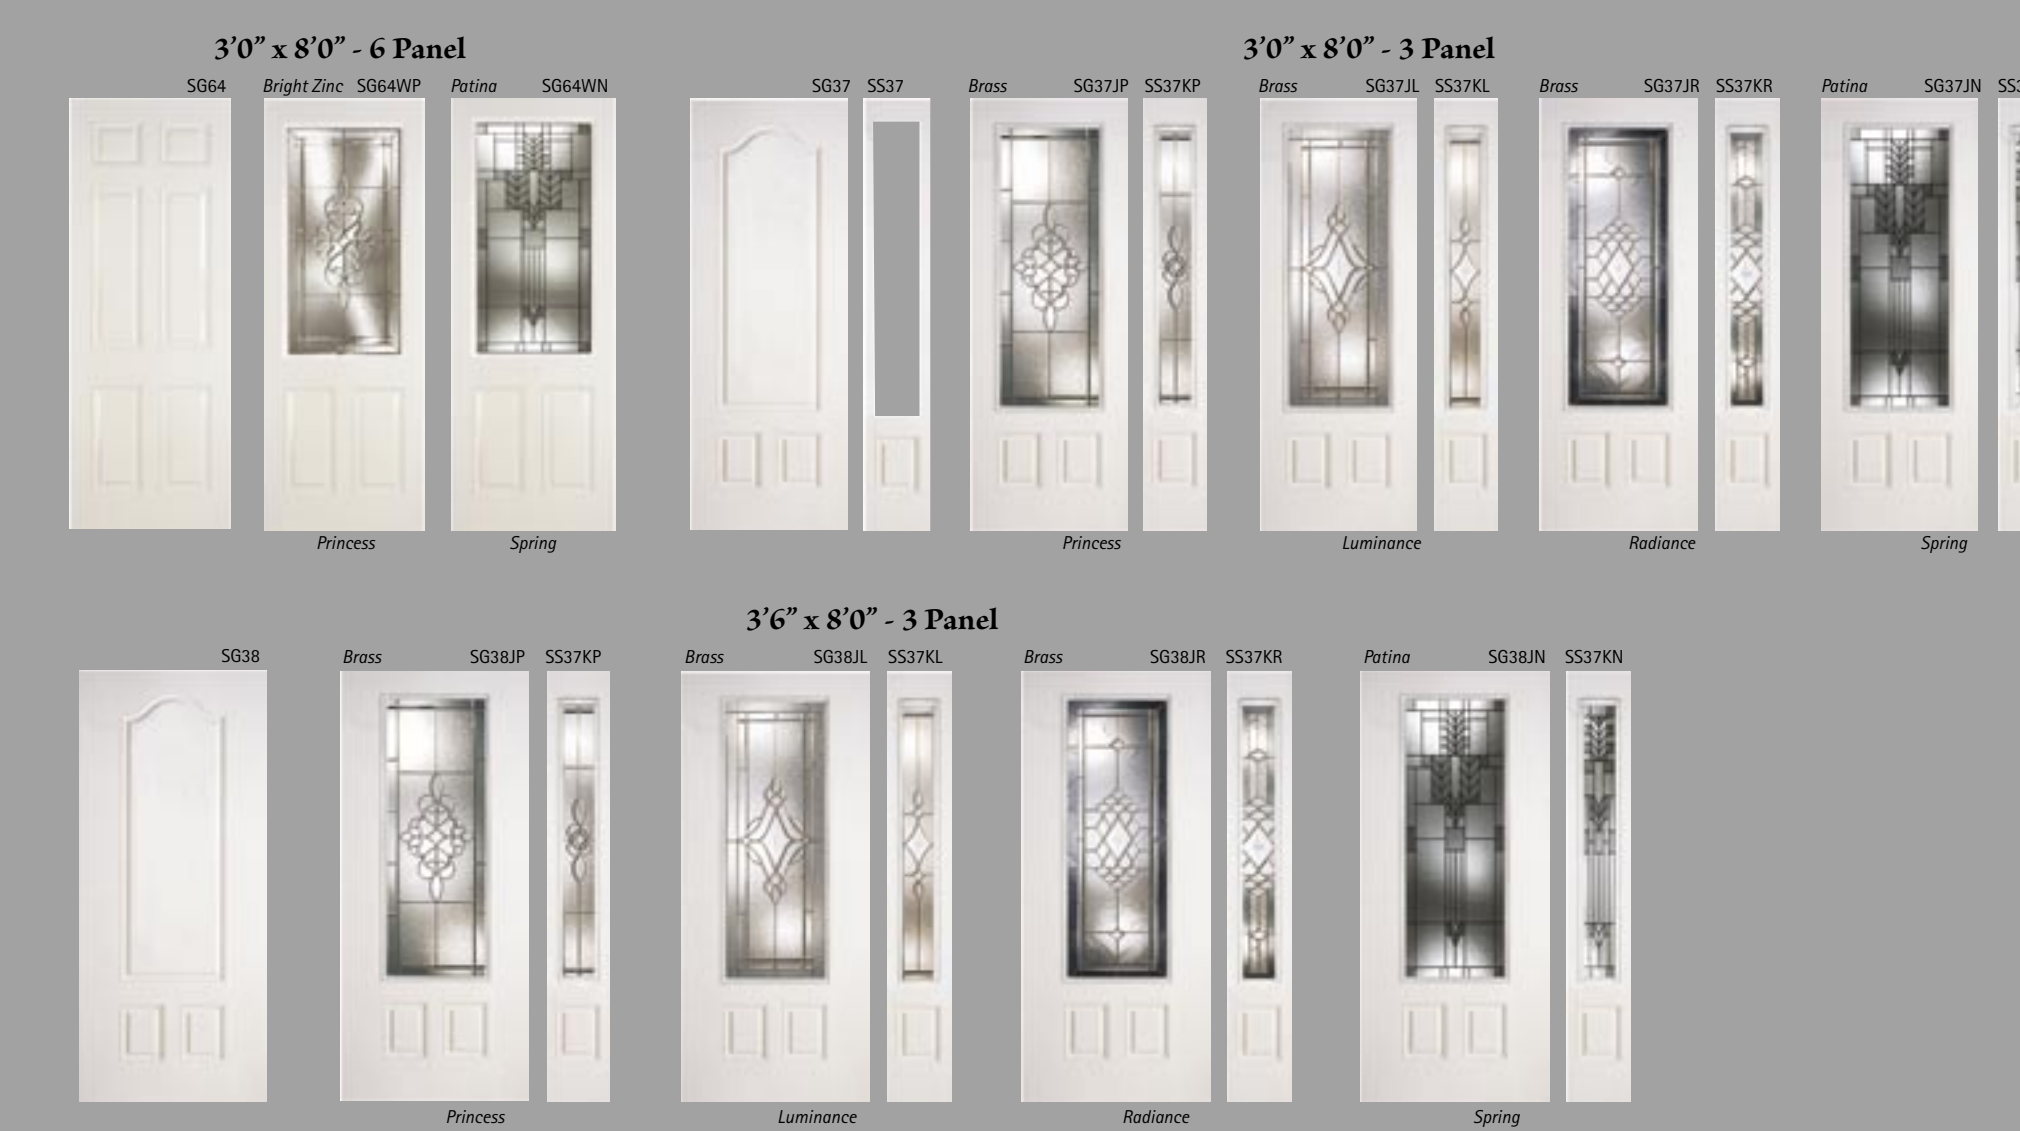 3’0” x 8’0” - 6 Panel
SG64 Bright Zinc SG64WP Patina SG64WN
Princess Spring
3’0” x 8’0” - 3 Panel
SG37 SS37 Brass SG37JP SS37KP Brass SG37JL SS37KL Brass SG37JR SS37KR Patina SG37JN
Princess Luminance Radiance Spring
3’6” x 8’0” - 3 Panel
SG38 Brass SG38JP SS37KP Brass SG38JL SS37KL Brass SG38JR SS37KR Patina SG38JN SS37KN
Princess Luminance Radiance Spring